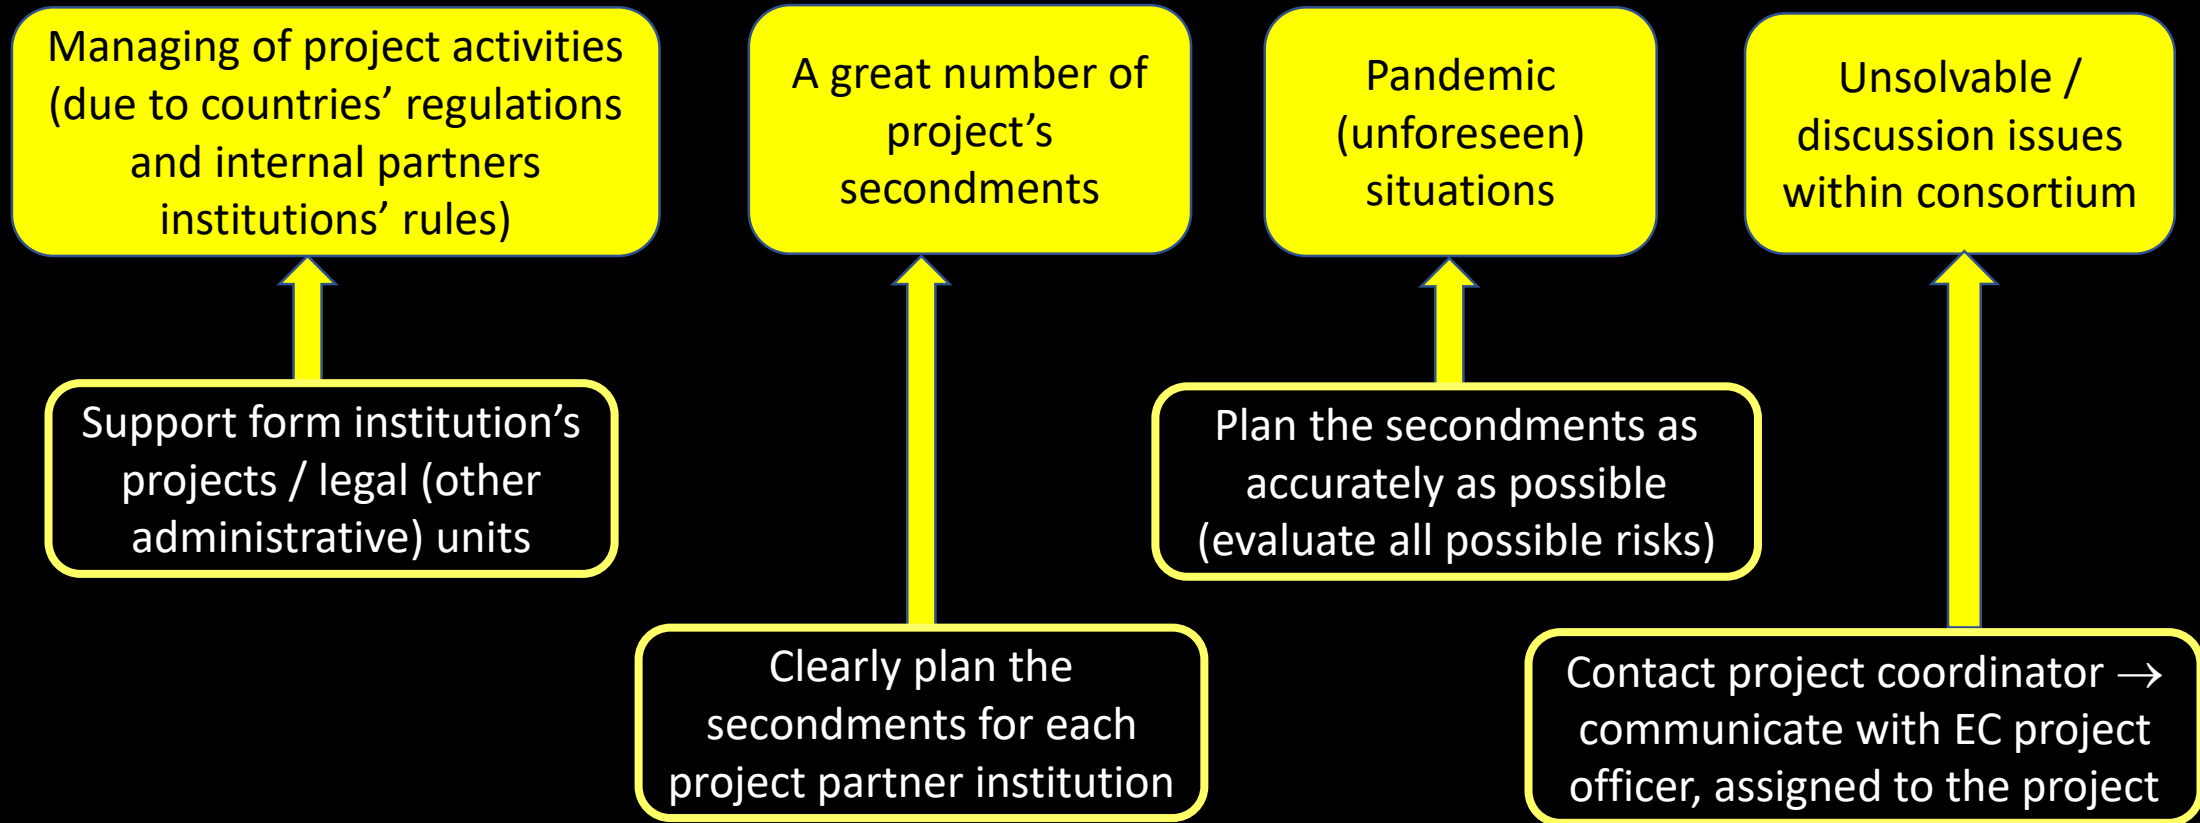 Managing of project activities
(due to countries’ regulations
and internal partners
institutions’ rules)
A great number of
project’s
secondments
Pandemic
(unforeseen)
situations
Unsolvable /
discussion issues
within consortium
Support form institution’s
projects / legal (other
administrative) units
Clearly plan the
secondments for each
project partner institution
Plan the secondments as
accurately as possible
(evaluate all possible risks)
Contact project coordinator →
communicate with EC project
officer, assigned to the project